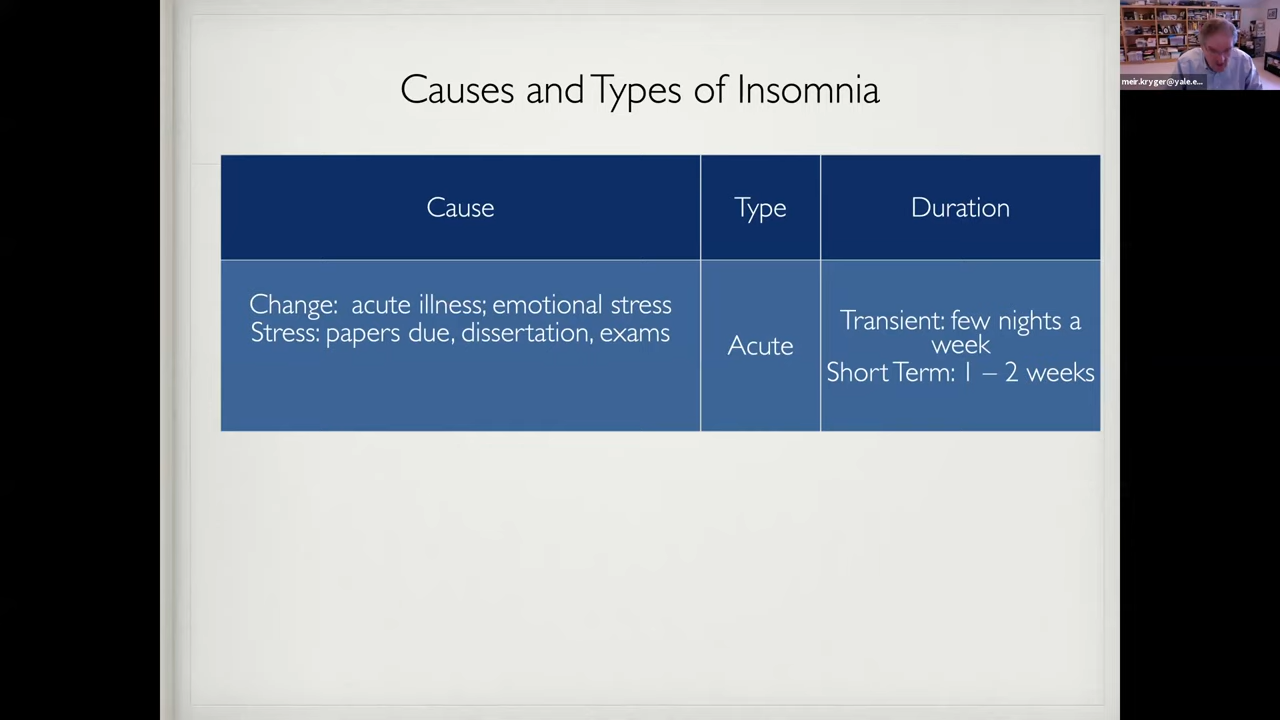 Causes and Types of Insomnia
meir.kryger@yale.e...
Cause
Type
Duration
Change: acute illness; emotional stress
Stress: papers due, dissertation, exams
Acute
Transient: few nights a
week
Short Term: 1 – 2 weeks